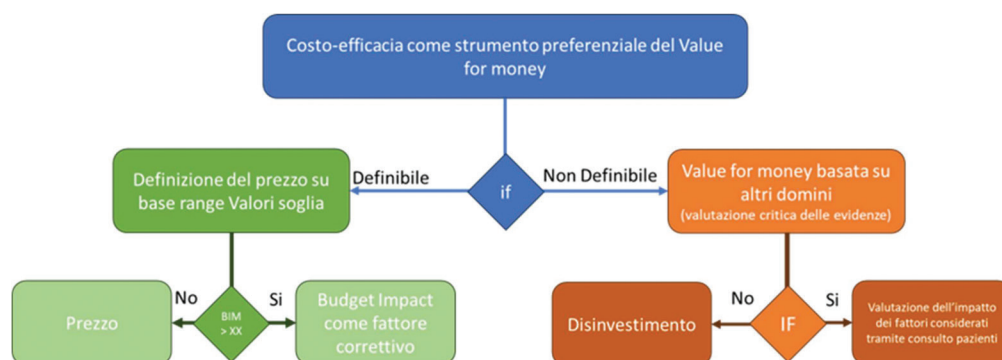 Costo-efficacia come strumento preferenziale del Value
for money
Definizione del prezzo su
base range Valori soglia
Definibile
if
Non Definibile
Value for money basata su
altri domini
(valutazione critica delle evidenze)
Prezzo
No
BIM
> XX
Si
Budget Impact
come fattore
correttivo
Disinvestimento
No
IF
Si
Valutazione dell'impatto
dei fattori considerati
tramite consulto pazienti